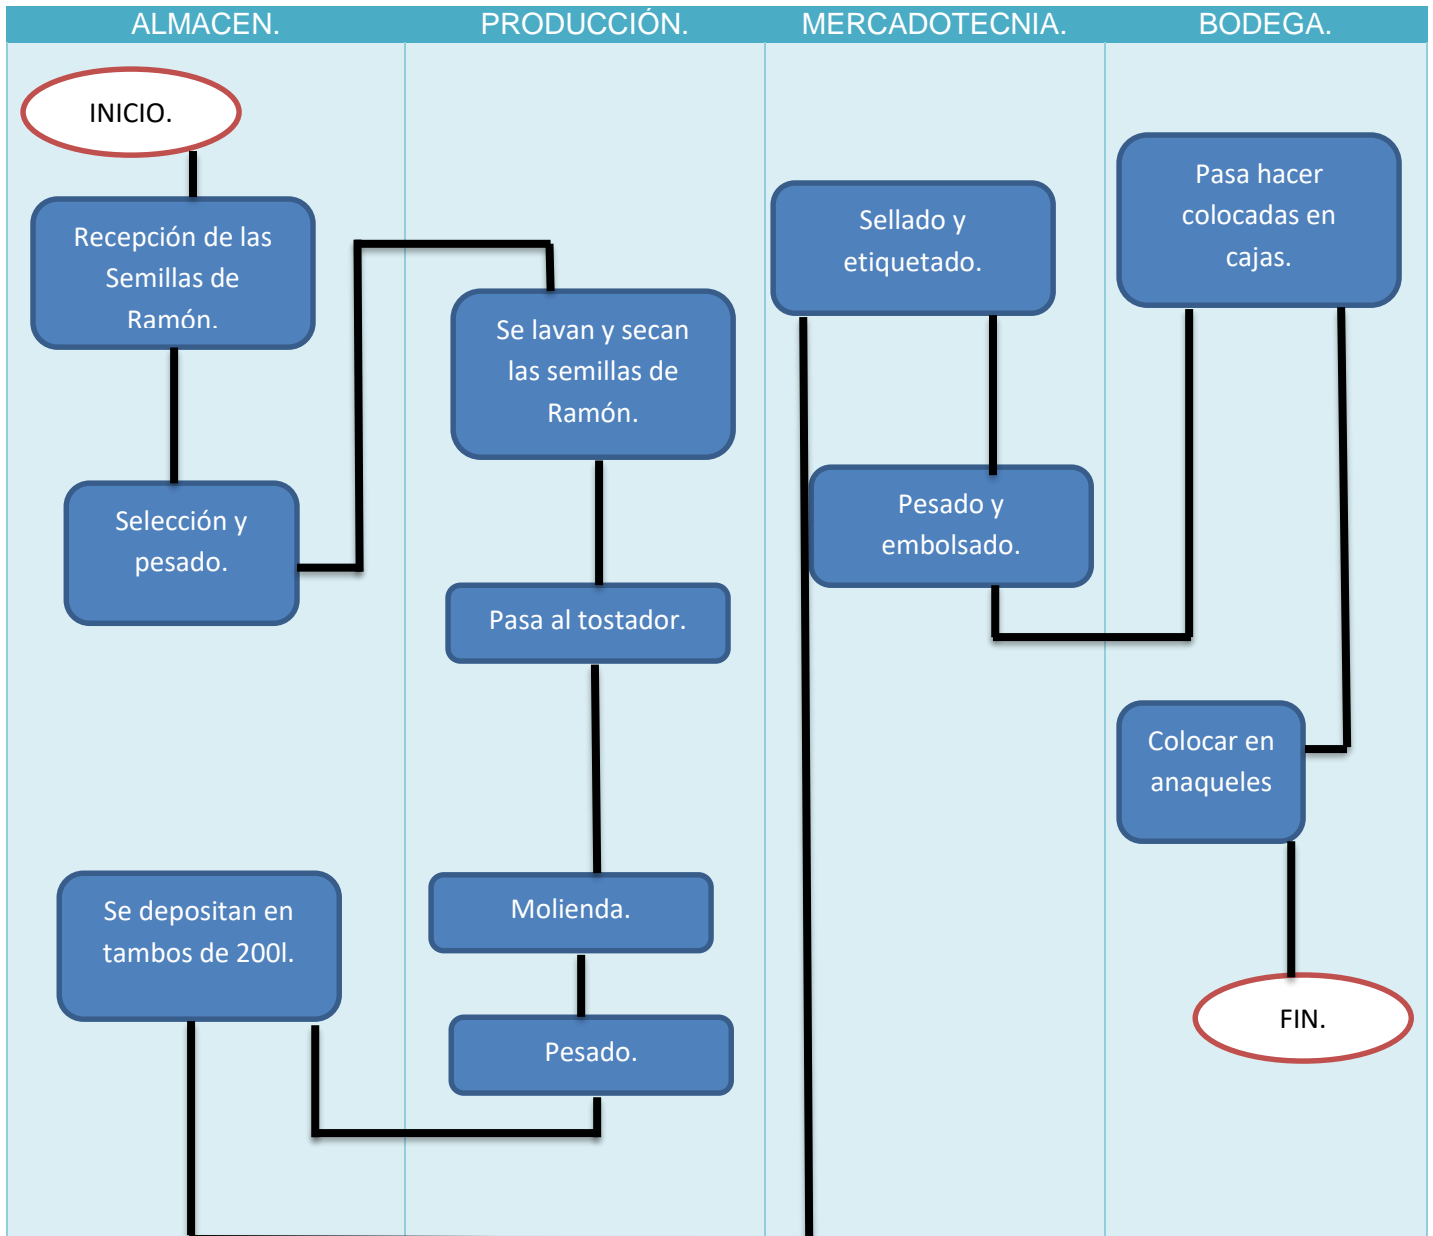 ALMACEN.
PRODUCCIÓN.
MERCADOTECNIA.
BODEGA.
INICIO.
Recepción de las
Semillas de
Ramón.
Selección y
pesado.
Se depositan en
tambos de 200l.
Se lavan y secan
las semillas de
Ramón.
Pasa al tostador.
Molienda.
Pesado.
Sellado y
etiquetado.
Pesado y
embolsado.
Pasa hacer
colocadas en
cajas.
Colocar en
anaqueles
FIN.